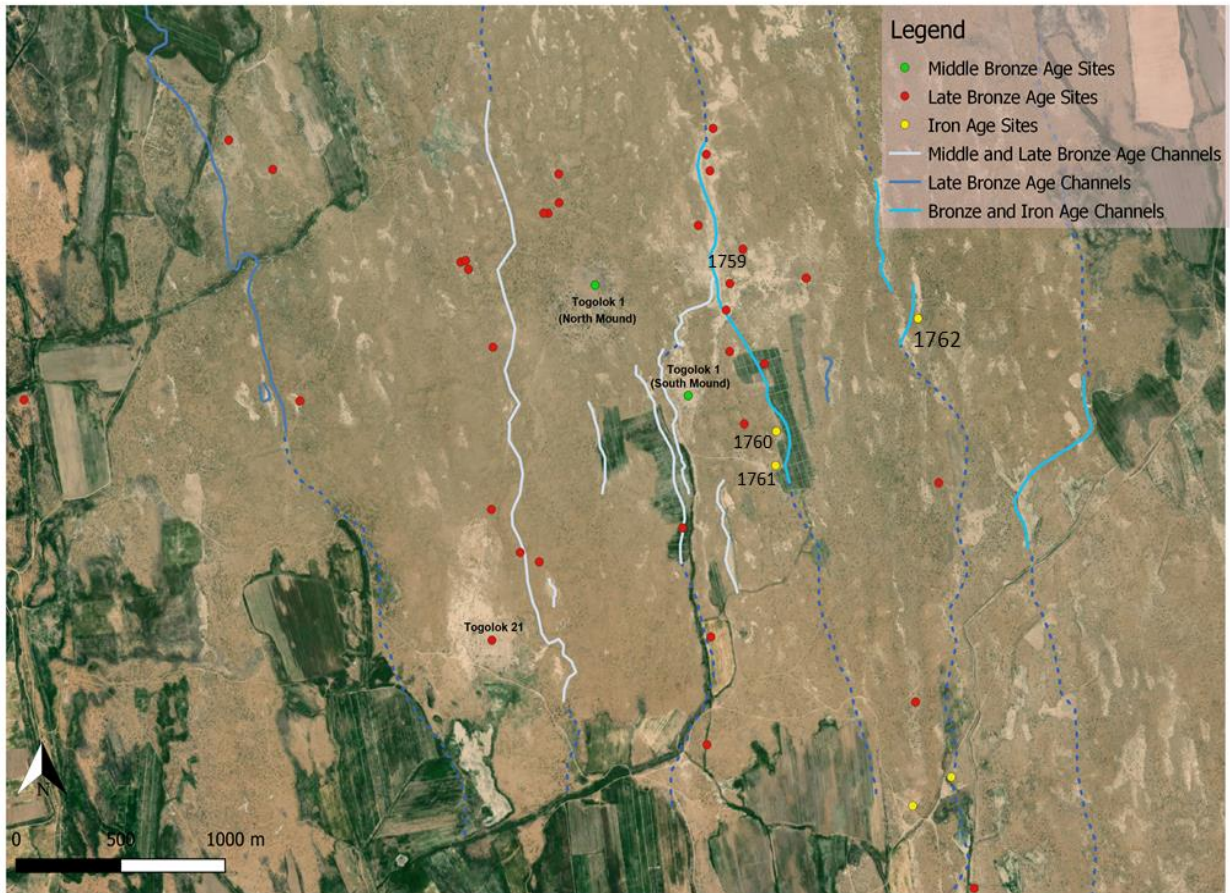 Legend
Middle Bronze Age Sites
Late Bronze Age Sites
Iron Age Sites
Middle and Late Bronze Age Channels
Late Bronze Age Channels
Bronze and Iron Age Channels
1759
Togolok 1
(North Mound)
1762
Togolok 1
(South Mound)
1760
1761
Togolok 21
N
0 500 1000 m